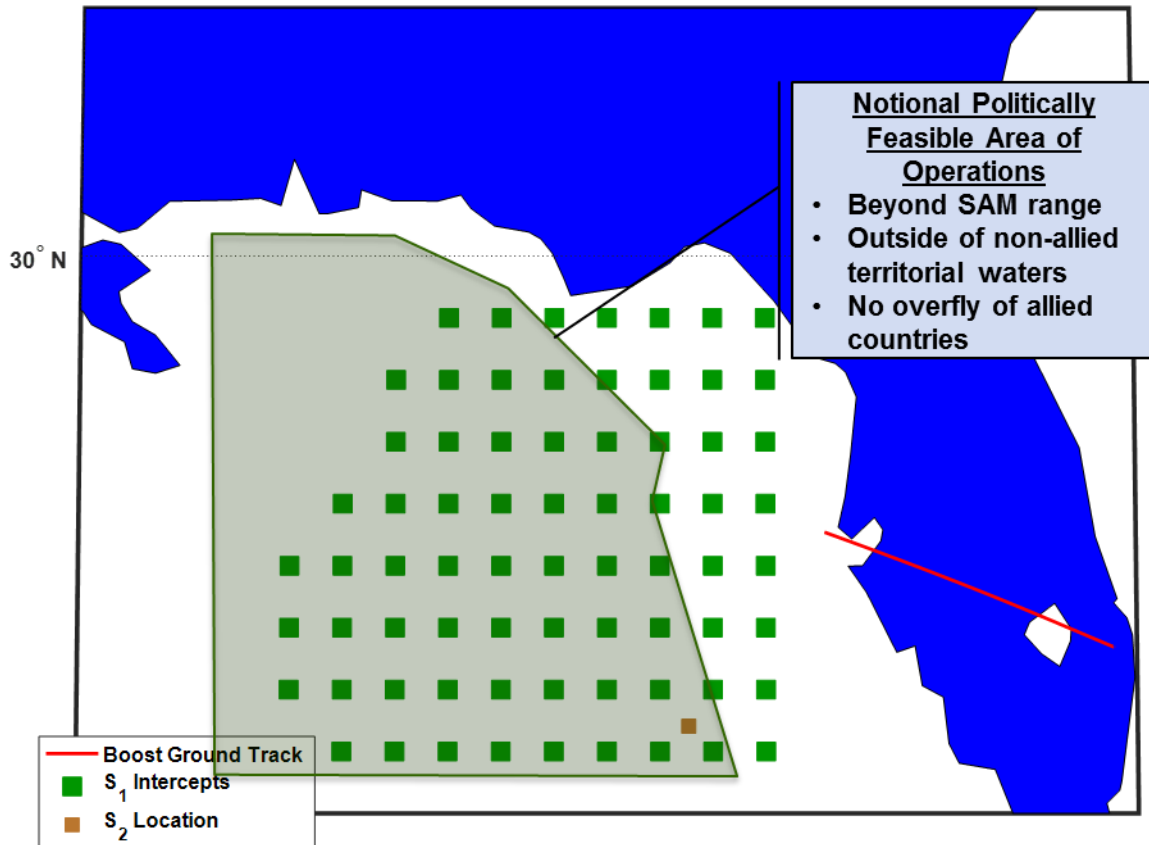 Notional Politically
Feasible Area of
Operations
• Beyond SAM range
• Outside of non-allied
territorial waters
• No overfly of allied
countries
30° N
Boost Ground Track
S₁ Intercepts
S₂ Location